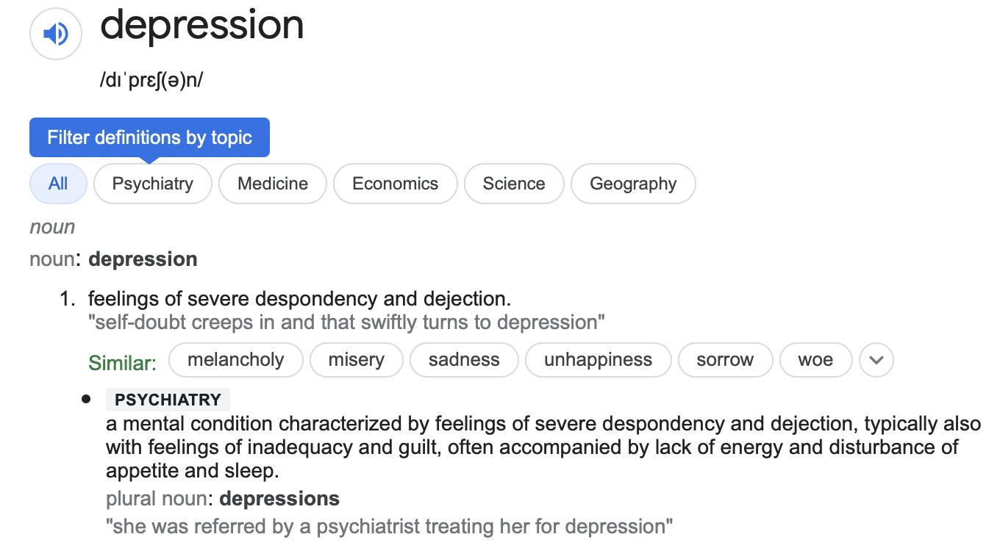 depression
/dɪˈprɛʃ(ə)n/
Filter definitions by topic
All Psychiatry Medicine Economics Science Geography
noun
noun: depression
1. feelings of severe despondency and dejection.
"self-doubt creeps in and that swiftly turns to depression"
Similar: melancholy misery sadness unhappiness sorrow woe
• PSYCHIATRY
a mental condition characterized by feelings of severe despondency and dejection, typically also
with feelings of inadequacy and guilt, often accompanied by lack of energy and disturbance of
appetite and sleep.
plural noun: depressions
"she was referred by a psychiatrist treating her for depression"